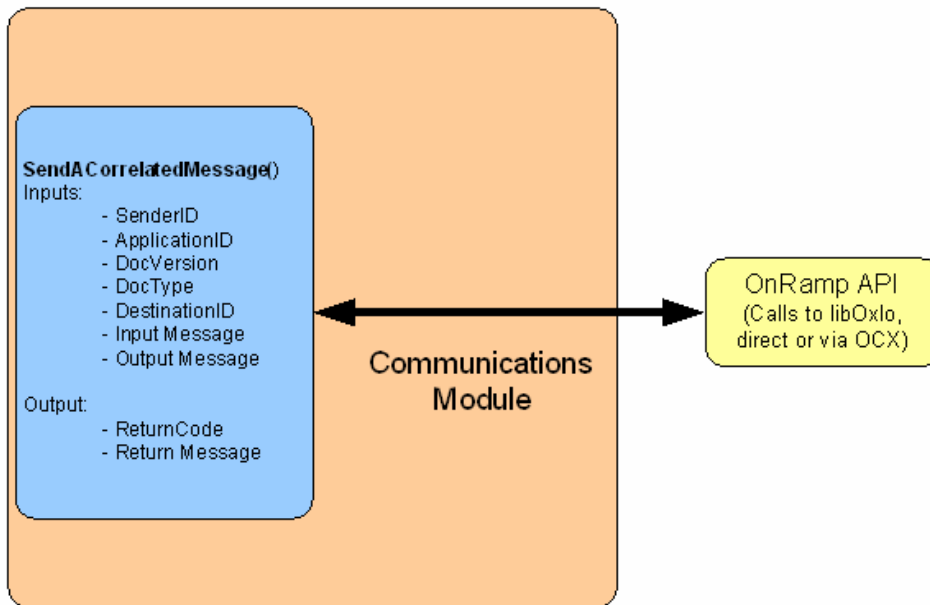 SendACorrelatedMessage()
Inputs:
- SenderID
- ApplicationID
- DocVersion
- DocType
- DestinationID
- Input Message
- Output Message
Output:
- ReturnCode
- Return Message
Communications
Module
OnRamp API
(Calls to libOxlo,
direct or via OCX)